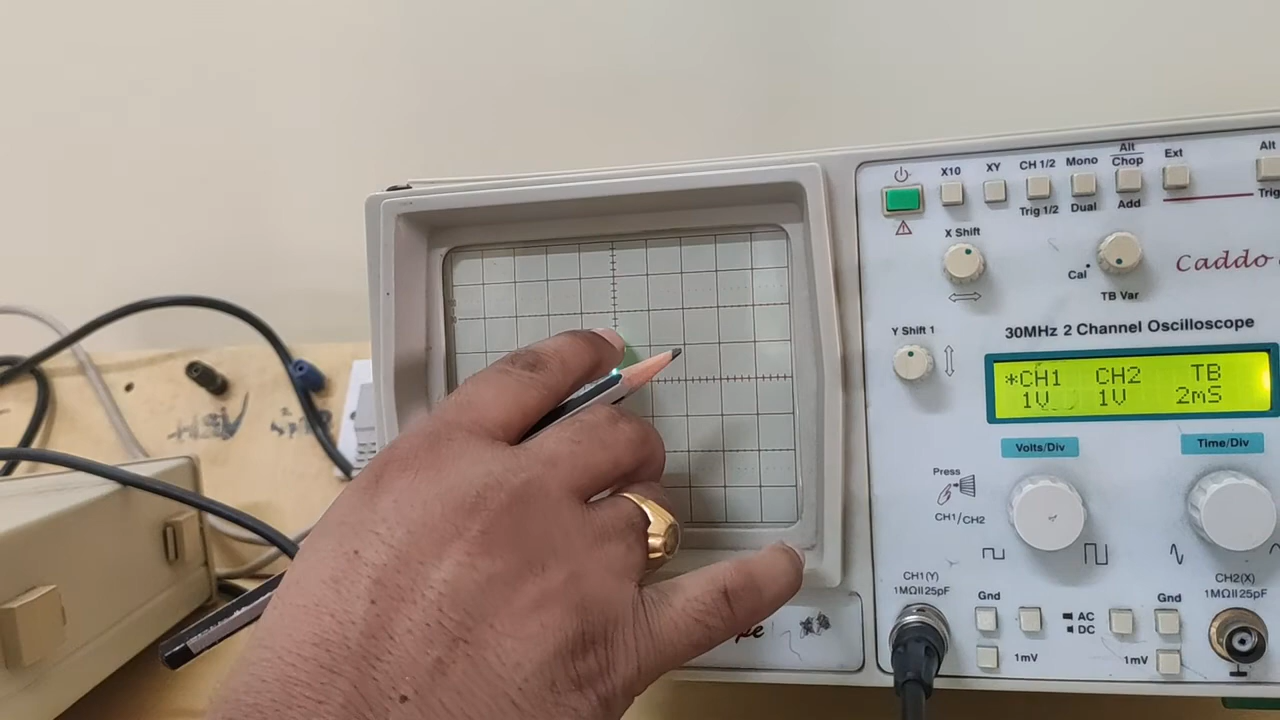 X10
XY
CH 1/2
Mono
Alt
Chop
Ext
Alt
Trig 1/2
Dual
Add
Trig
X Shift
Cal
TB Var
Caddo
Y Shift 1
30MHz 2 Channel Oscilloscope
*CH1 CH2 TB
1V 1V 2mS
Volts/Div
Time/Div
Press
CH1/CH2
CH1(Y)
1MΩII25pF
CH2(X)
1MΩII25pF
Gnd
AC
DC
Gnd
1mV
1mV